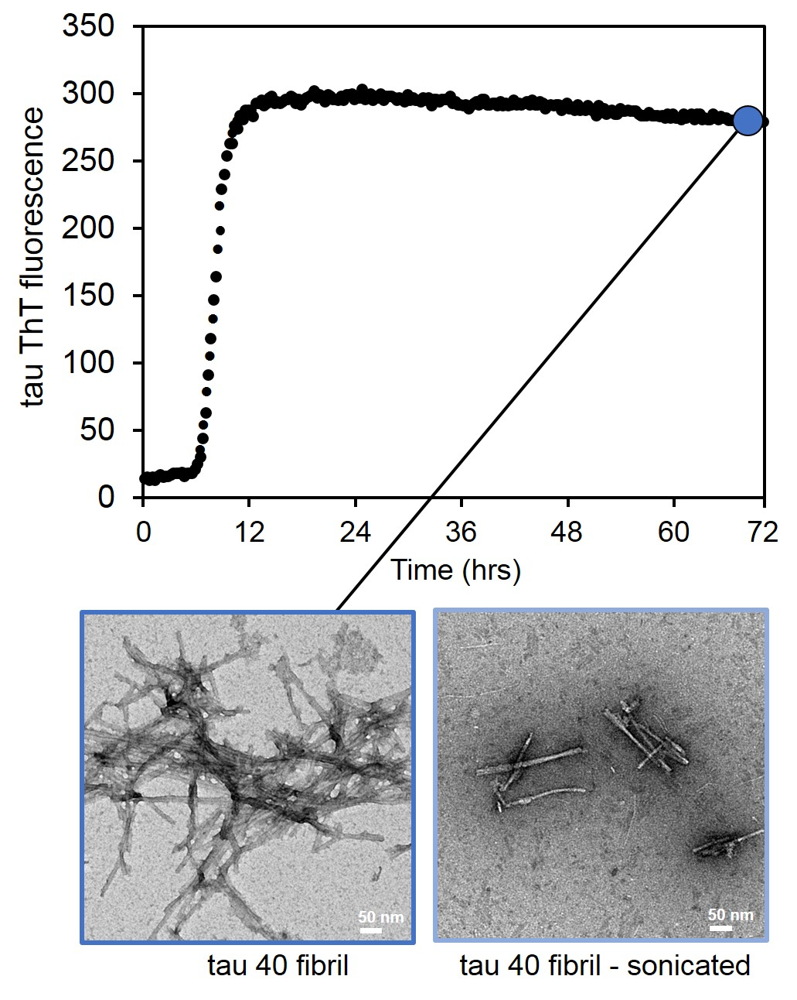 350
300
250
200
150
100
50
0
tau ThT fluorescence
0 12 24 36 48 60 72
Time (hrs)
50 nm
50 nm
tau 40 fibril
tau 40 fibril - sonicated